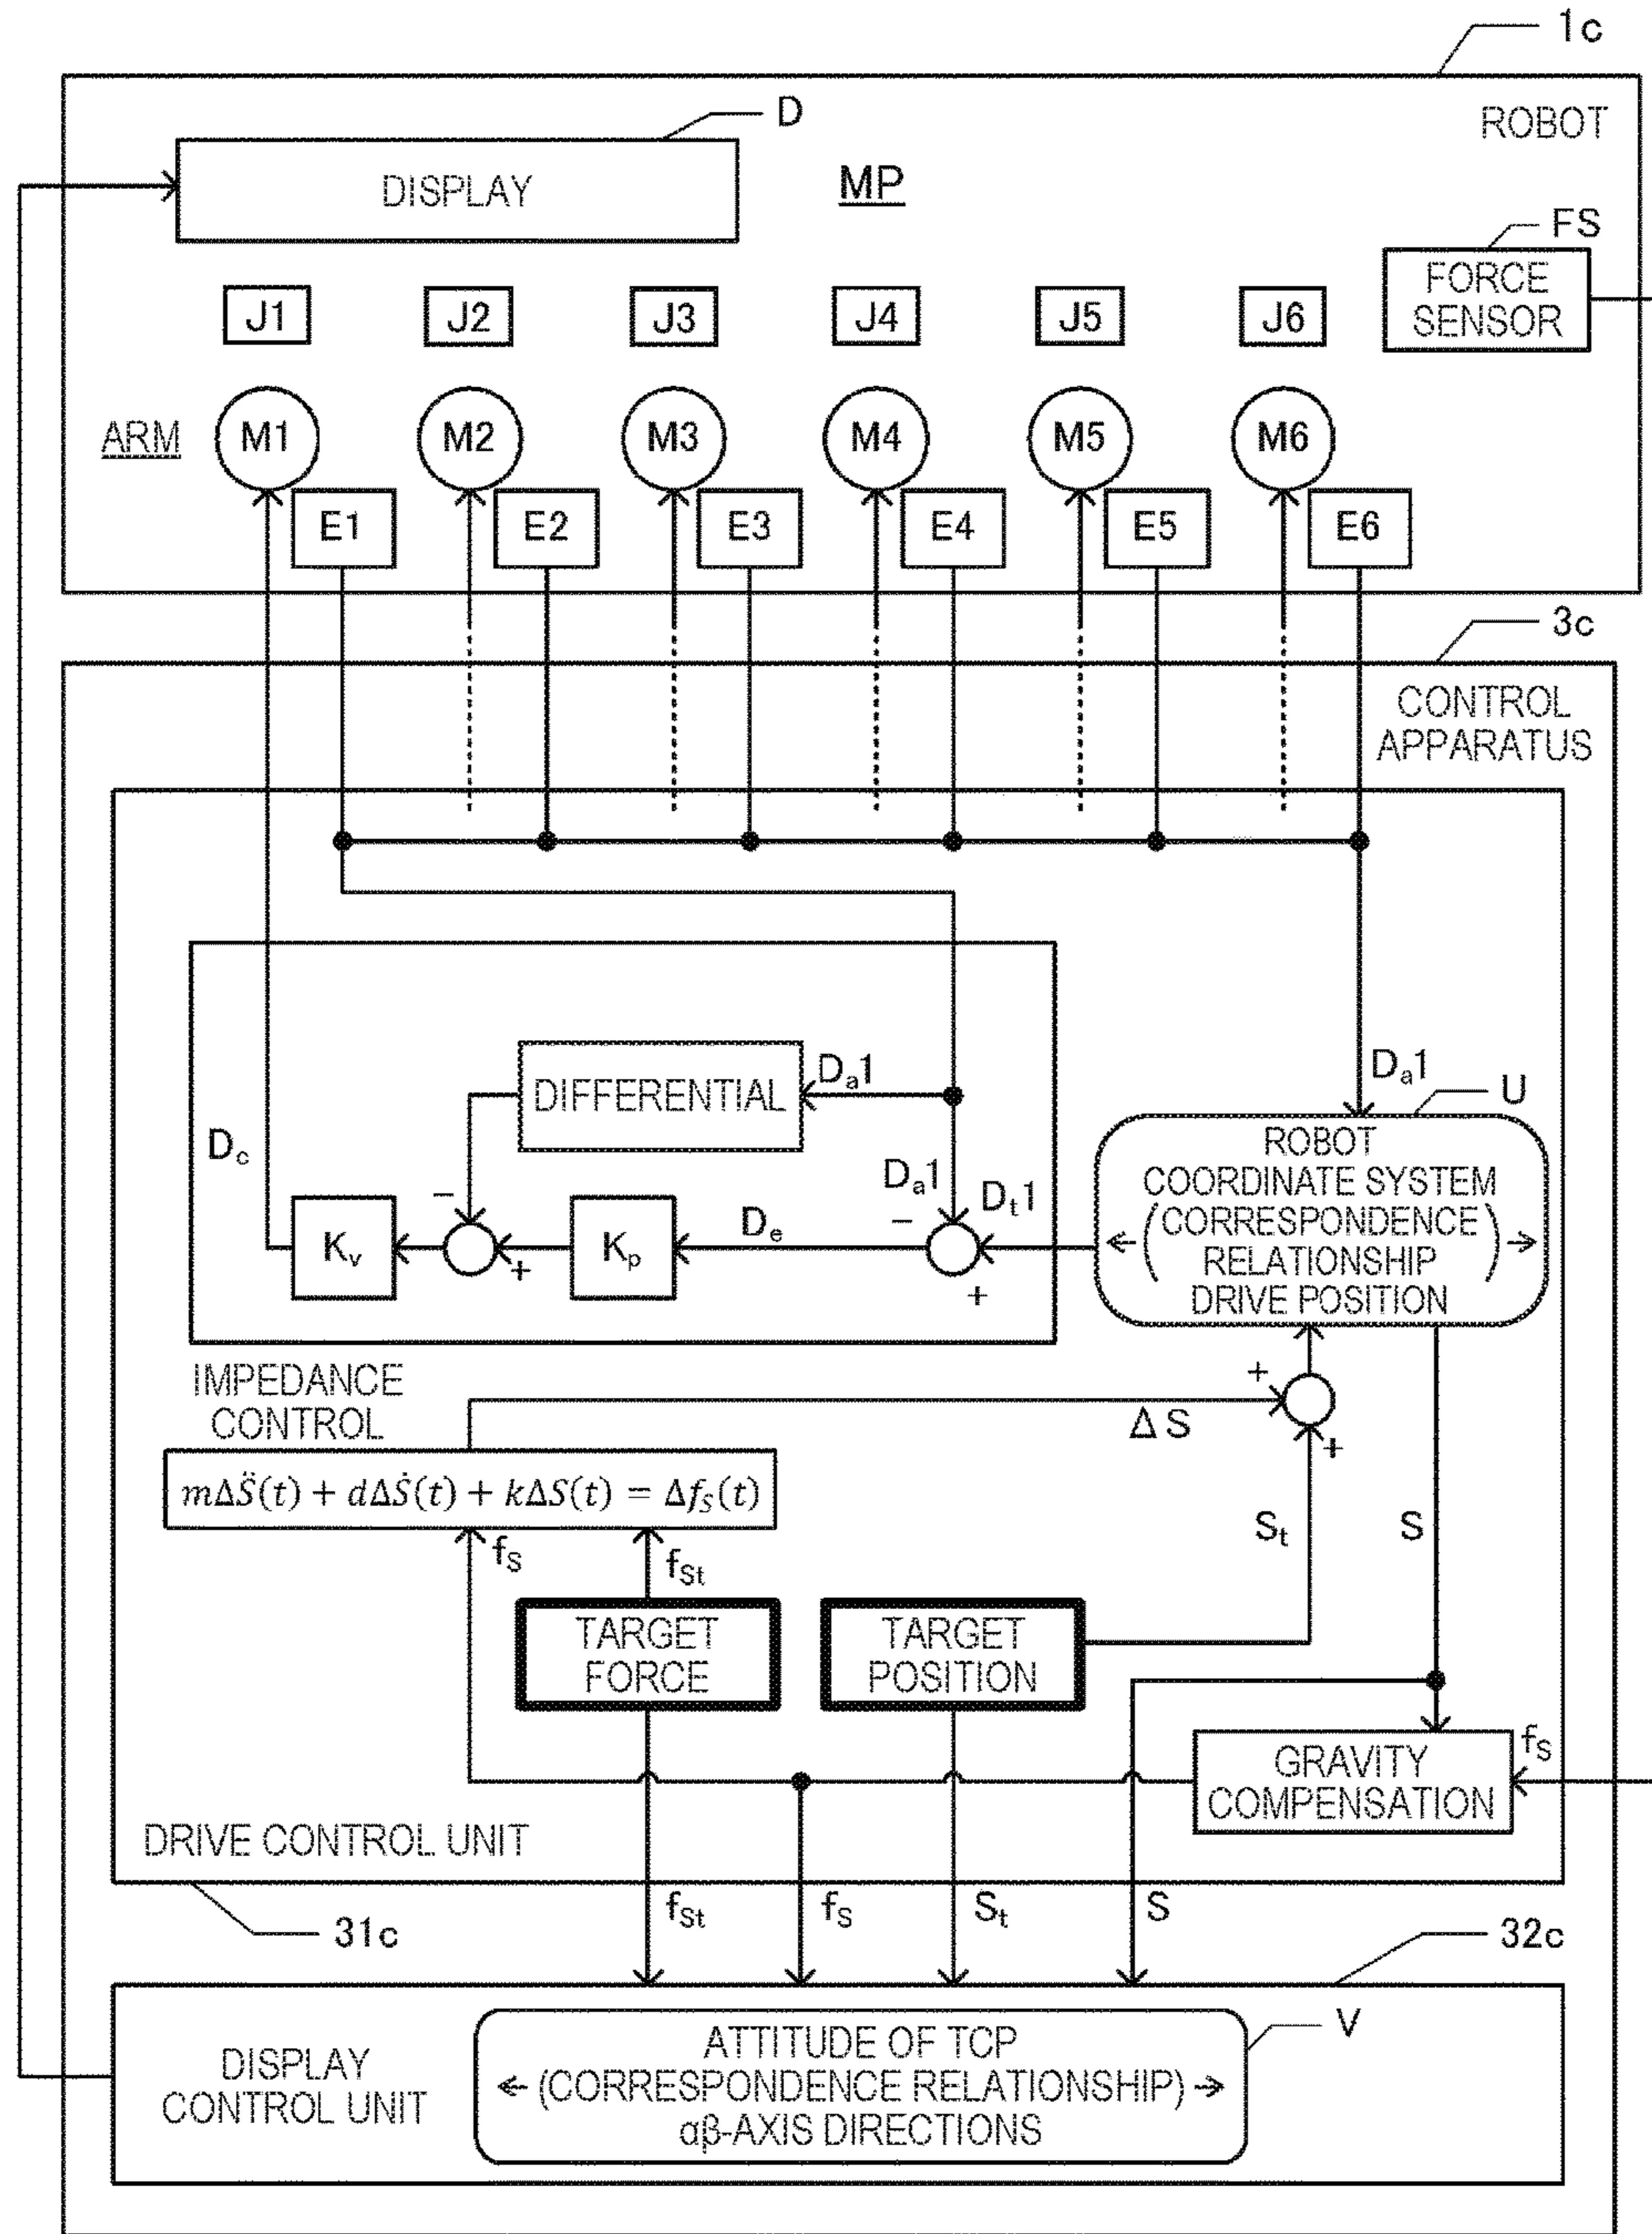 1c
ROBOT
D
DISPLAY
MP
FS
FORCE
SENSOR
J1 J2 J3 J4 J5 J6
ARM
M1 M2 M3 M4 M5 M6
E1 E2 E3 E4 E5 E6
3c
CONTROL
APPARATUS
DIFFERENTIAL
Da1
Da1
U
Dc
Da1
Dt1
ROBOT
COORDINATE SYSTEM
← (CORRESPONDENCE
RELATIONSHIP) →
DRIVE POSITION
Kv
-
+
Kp
De
-
+
IMPEDANCE
CONTROL
ΔS
+
+
mΔS̈(t) + dΔṠ(t) + kΔS(t) = Δfs(t)
fs
fSt
St
S
TARGET
FORCE
TARGET
POSITION
GRAVITY
COMPENSATION
fs
DRIVE CONTROL UNIT
31c
fSt
fs
St
S
32c
DISPLAY
CONTROL UNIT
V
ATTITUDE OF TCP
← (CORRESPONDENCE RELATIONSHIP) →
αβ-AXIS DIRECTIONS